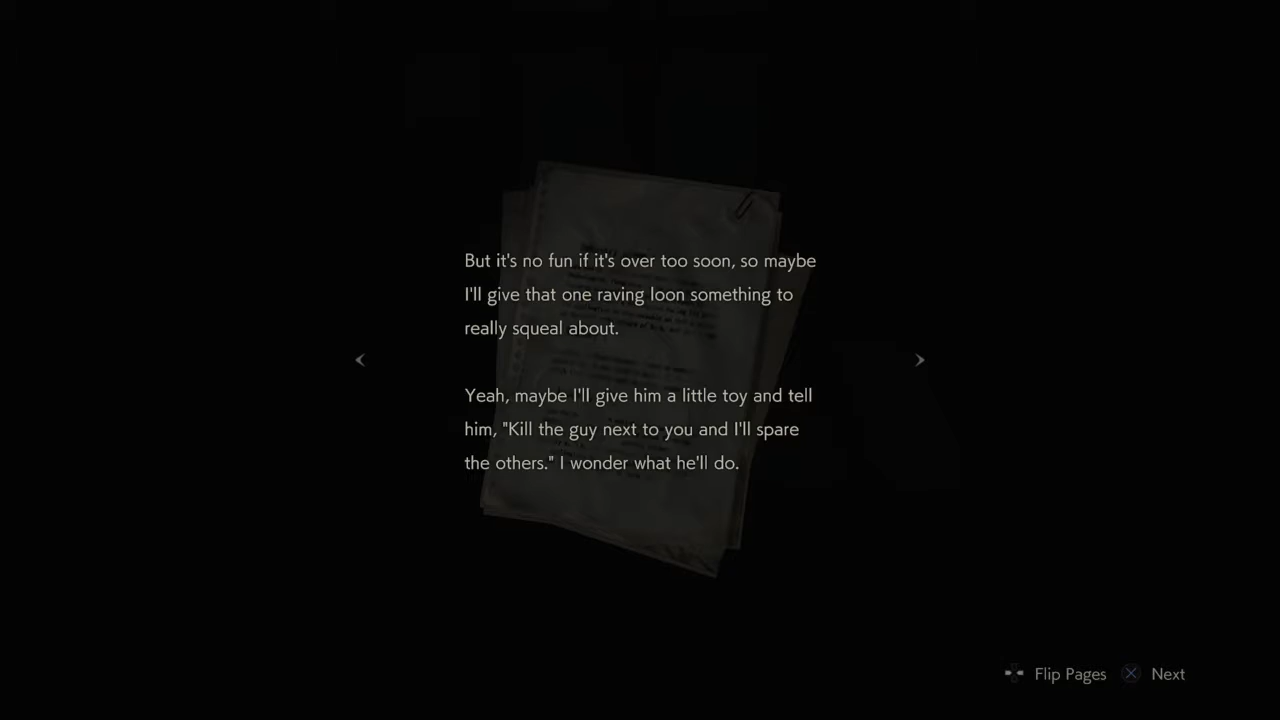 But it's no fun if it's over too soon, so maybe
I'll give that one raving loon something to
really squeal about.
Yeah, maybe I'll give him a little toy and tell
him, "Kill the guy next to you and I'll spare
the others." I wonder what he'll do.
Flip Pages
Next